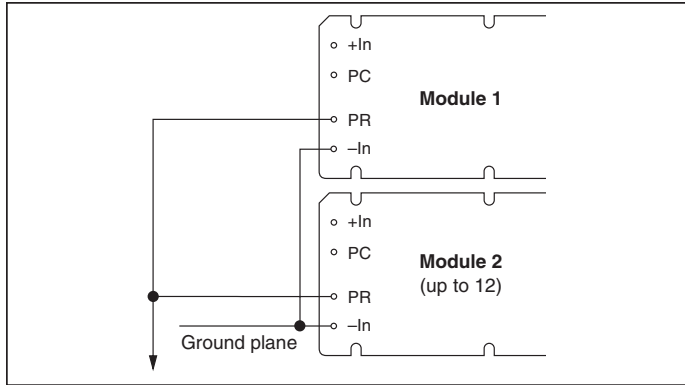 +In
PC
Module 1
PR
–In
+In
PC
Module 2
(up to 12)
PR
–In
Ground plane